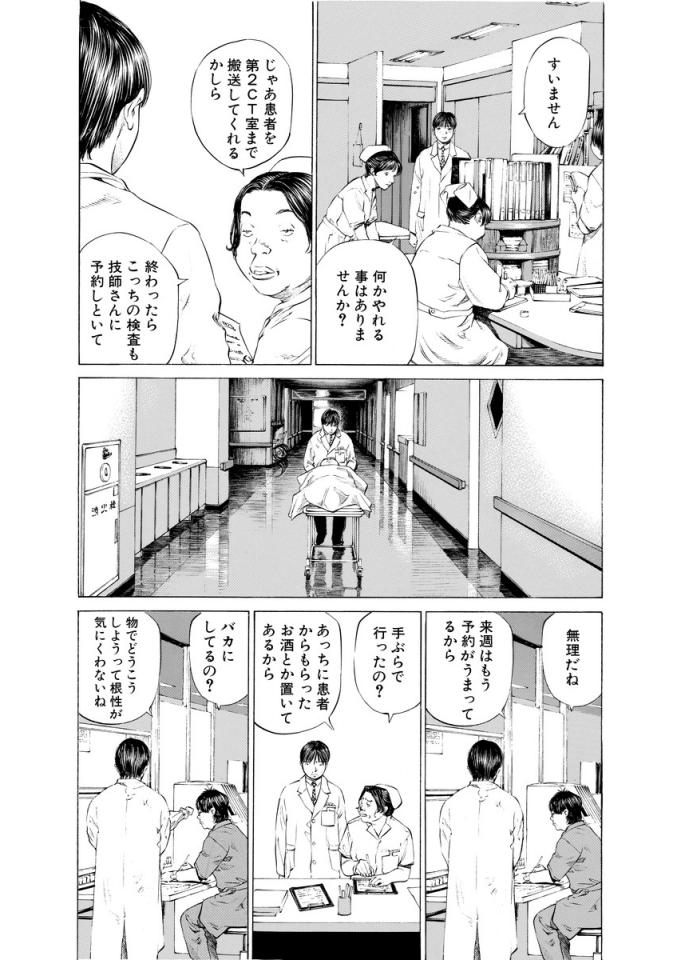 すいません
何かやれる
事はありま
せんか？
じゃあ患者を
第２ＣＴ室まで
搬送してくれる
かしら
終わったら
こっちの検査も
技師さんに
予約しといて
消火栓
無理だね
来週はもう
予約がうまって
るから
手ぶらで
行ったの？
あっちに患者
からもらった
お酒とか置いて
あるから
バカに
してるの？
物でどうこう
しようって根性が
気にくわないね